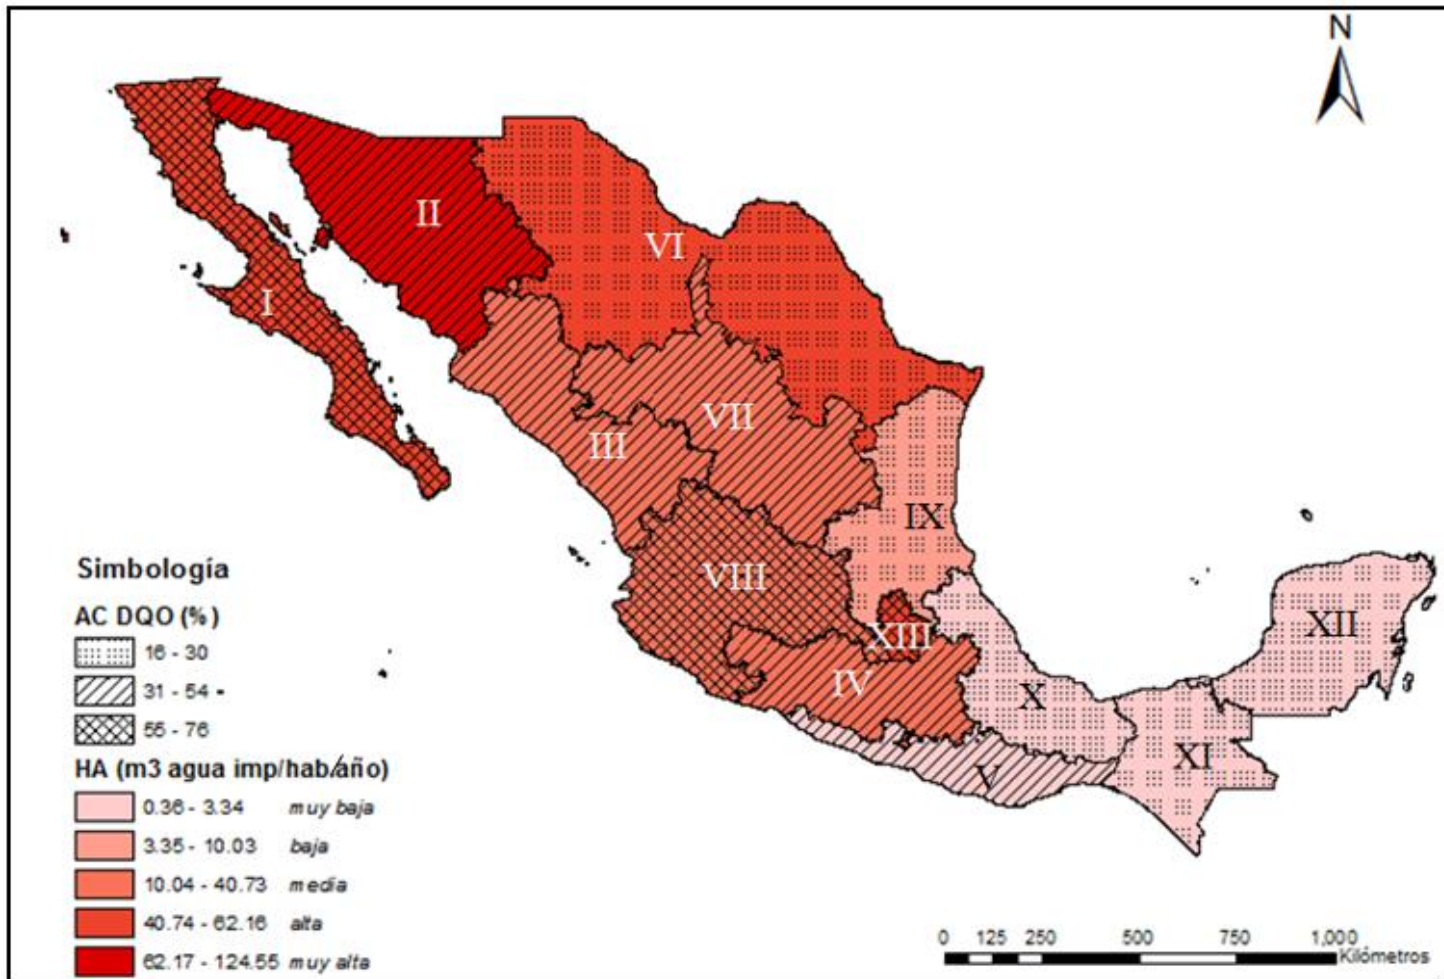 N
II
VI
I
VII
III
IX
VIII
XII
XIII
IV
X
XI
V
Simbología
AC DQO (%)
16 - 30
31 - 54
55 - 76
HA (m3 agua imp/hab/año)
0.36 - 3.34 muy baja
3.35 - 10.03 baja
10.04 - 40.73 media
40.74 - 62.16 alta
62.17 - 124.55 muy alta
0 125 250 500 750 1,000
Kilómetros